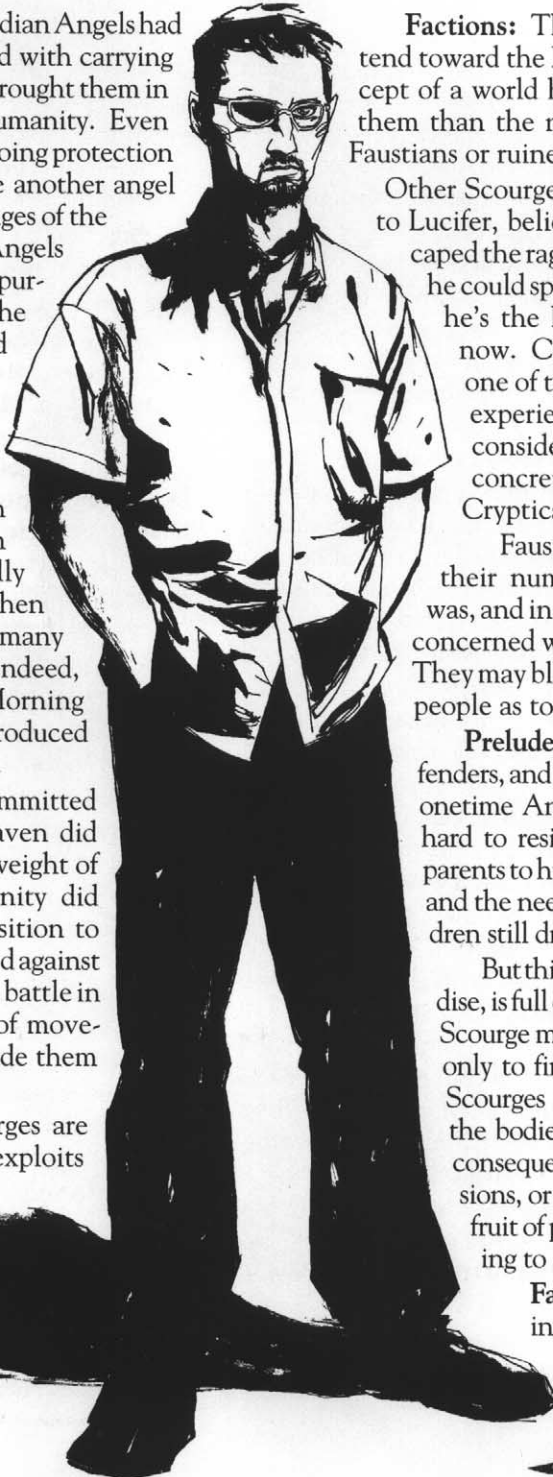 dian Angels had
d with carrying
rought them in
umanity. Even
oing protection
e another angel
ges of the
Angels
pur-
he
d
n
n
lly
hen
many
ndeed,
orning
roduced
mmitted
aven did
weight of
nity did
sition to
d against
battle in
of move-
de them
rges are
exploits
Factions: Th
tend toward the
cept of a world h
them than the n
Faustians or ruine
Other Scourge
to Lucifer, belie
caped the rag
he could sp
he's the
now. C
one of t
experie
conside
concre
Cryptic
Faus
their num
was, and in
concerned w
They may bl
people as to
Prelude
fenders, and
onetime An
hard to resi
parents to h
and the nee
dren still dr
But thi
dise, is full
Scourge m
only to fin
Scourges
the bodie
conseque
sions, or
fruit of p
ing to
Fa
in